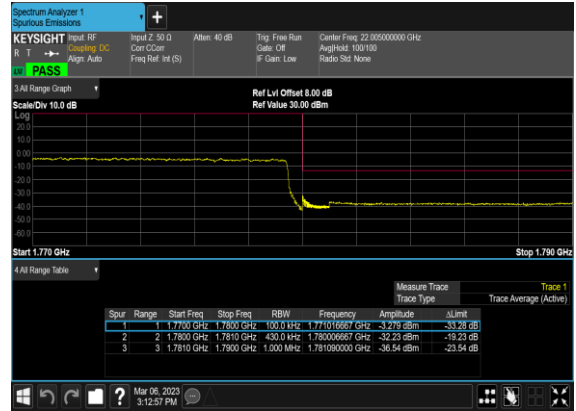 Spectrum Analyzer 1
Spurious Emissions
KEYSIGHT Input: RF Input Z: 50 Ω Atten: 40 dB Trig: Free Run Center Freq: 22.005000000 GHz
R T Coupling: DC Corr CCorr Gate: Off Avg|Hold: 100/100
Align: Auto Freq Ref: Int (S) IF Gain: Low Radio Std: None
LM PASS
3 All Range Graph
Ref Lvl Offset 8.00 dB
Scale/Div 10.0 dB Ref Value 30.00 dBm
Log
20.0
10.0
0.00
-10.0
-20.0
-30.0
-40.0
-50.0
-60.0
Start 1.770 GHz Stop 1.790 GHz
4 All Range Table
Measure Trace Trace 1
Trace Type Trace Average (Active)
Spur Range Start Freq Stop Freq RBW Frequency Amplitude ΔLimit
1 1 1.7700 GHz 1.7800 GHz 100.0 kHz 1.771016667 GHz -3.279 dBm -33.28 dB
2 2 1.7800 GHz 1.7810 GHz 430.0 kHz 1.780006667 GHz -32.23 dBm -19.23 dB
3 3 1.7810 GHz 1.7900 GHz 1.000 MHz 1.781090000 GHz -36.54 dBm -23.54 dB
Mar 06, 2023
3:12:57 PM